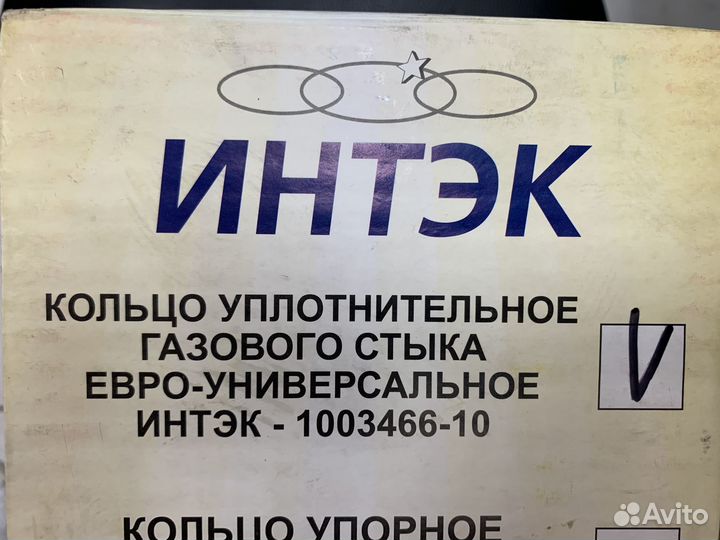 ИНТЭК
КОЛЬЦО УПЛОТНИТЕЛЬНОЕ
ГАЗОВОГО СТЫКА
ЕВРО-УНИВЕРСАЛЬНОЕ
ИНТЭК - 1003466-10
V
КОЛЬЦО УПОРНОЕ
Avito